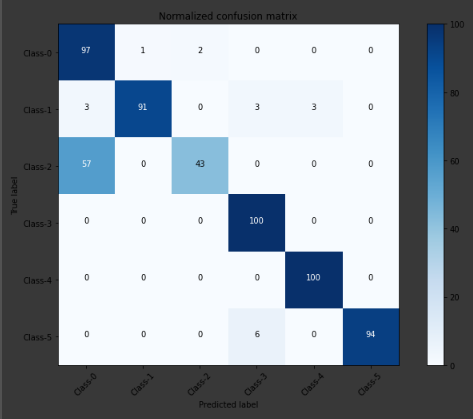 Normalized confusion matrix
Class-0 97 1 2 0 0 0
Class-1 3 91 0 3 3 0
Class-2 57 0 43 0 0 0
Class-3 0 0 0 100 0 0
Class-4 0 0 0 0 100 0
Class-5 0 0 0 6 0 94
True label
Class-0 Class-1 Class-2 Class-3 Class-4 Class-5
Predicted label
100
80
60
40
20
0